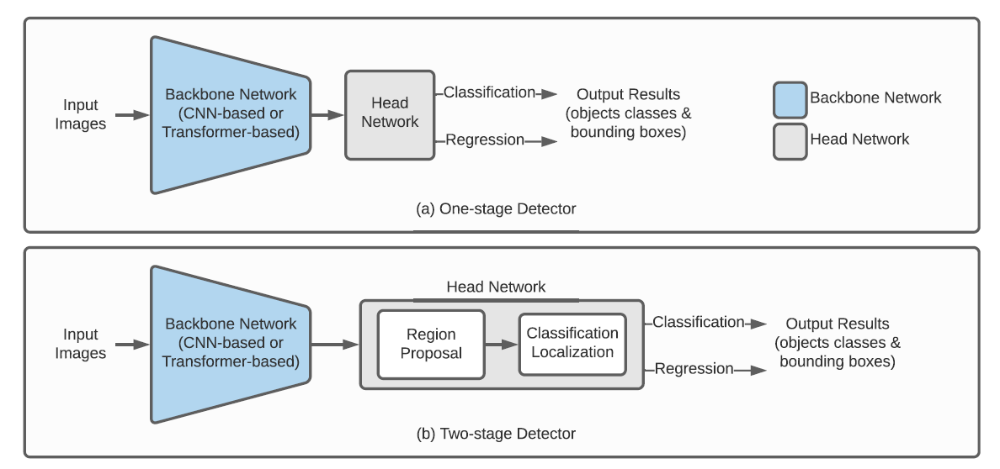 Input
Images
Backbone Network
(CNN-based or
Transformer-based)
Head
Network
Classification
Regression
Output Results
(objects classes &
bounding boxes)
Backbone Network
Head Network
(a) One-stage Detector
Input
Images
Backbone Network
(CNN-based or
Transformer-based)
Head Network
Region
Proposal
Classification
Localization
Classification
Regression
Output Results
(objects classes &
bounding boxes)
(b) Two-stage Detector